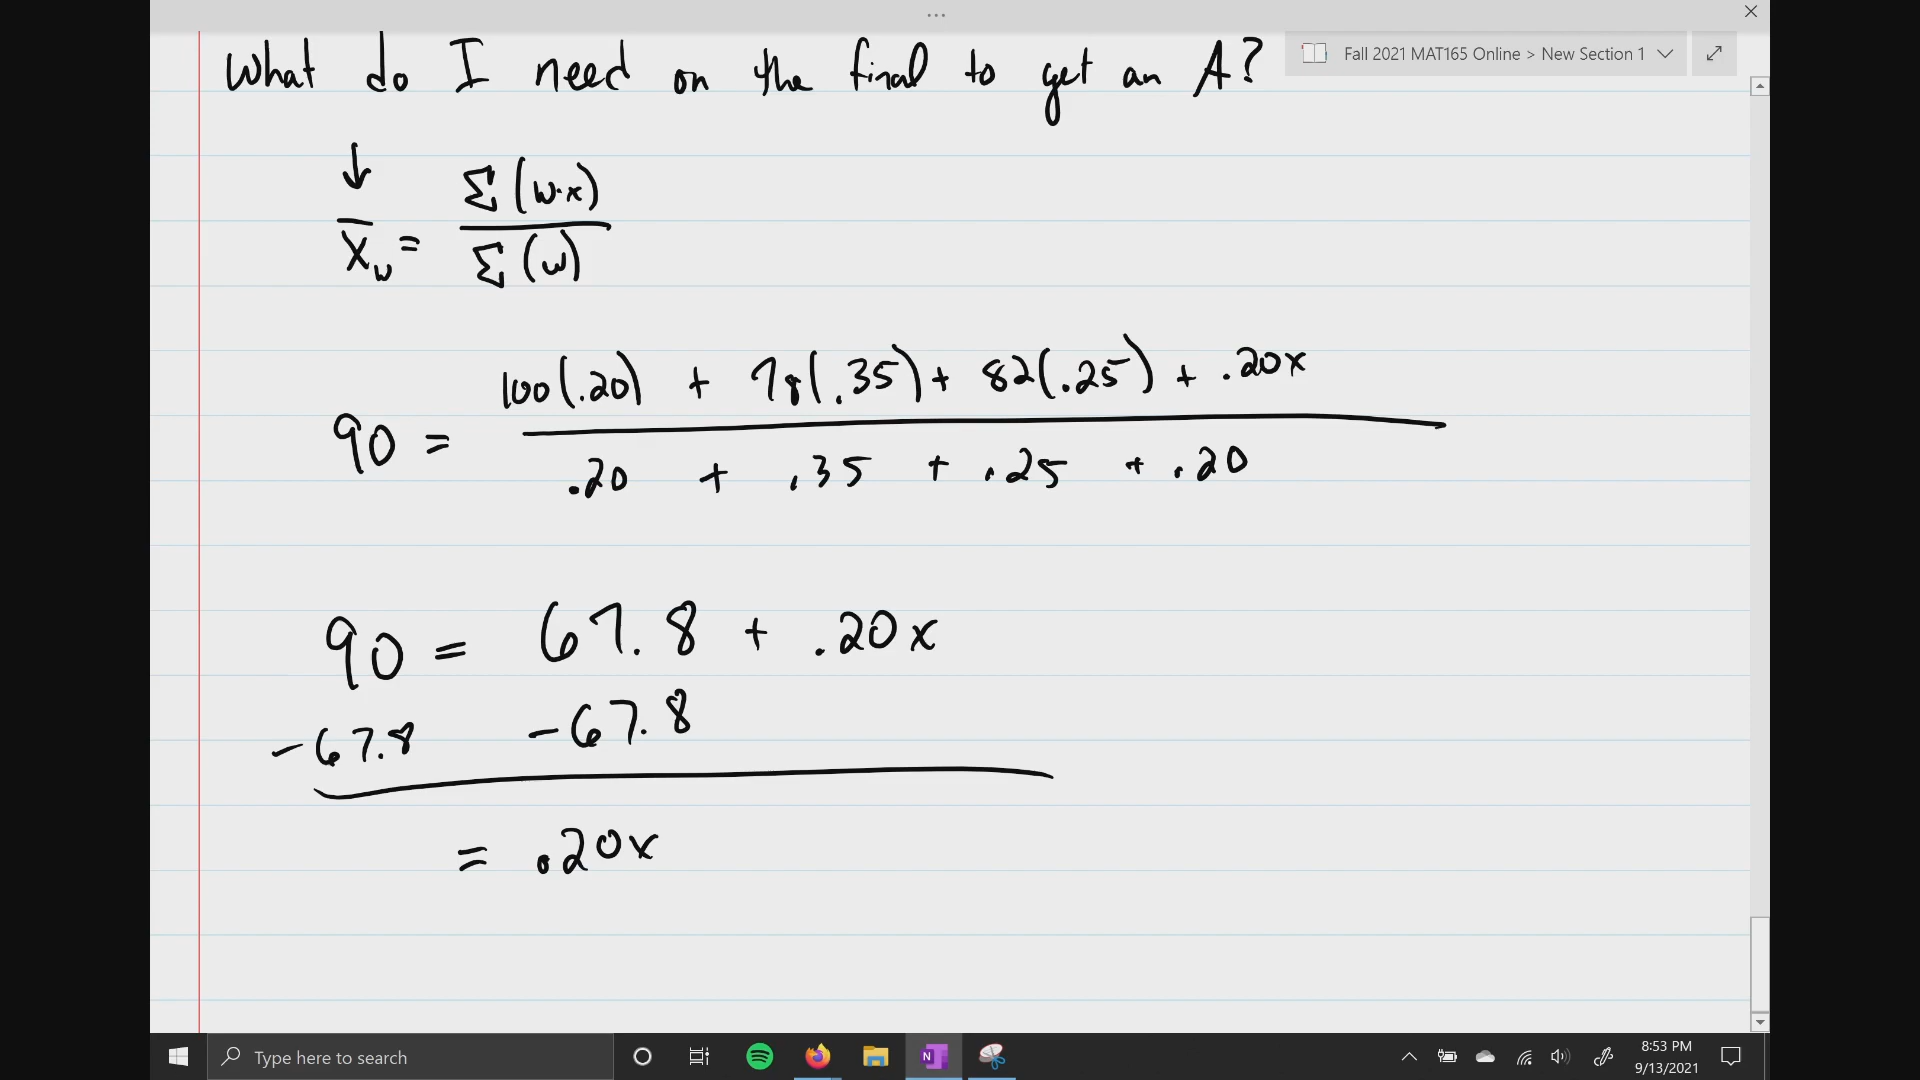 ...
What do I need on the final to get an A?
Fall 2021 MAT165 Online > New Section 1
↓
x̄w = Σ(w·x) / Σ(w)
90 = 100(.20) + 78(.35) + 82(.25) + .20x
.20 + .35 + .25 + .20
90 = 67.8 + .20x
-67.8 -67.8
= .20x
Type here to search
N
8:53 PM
9/13/2021